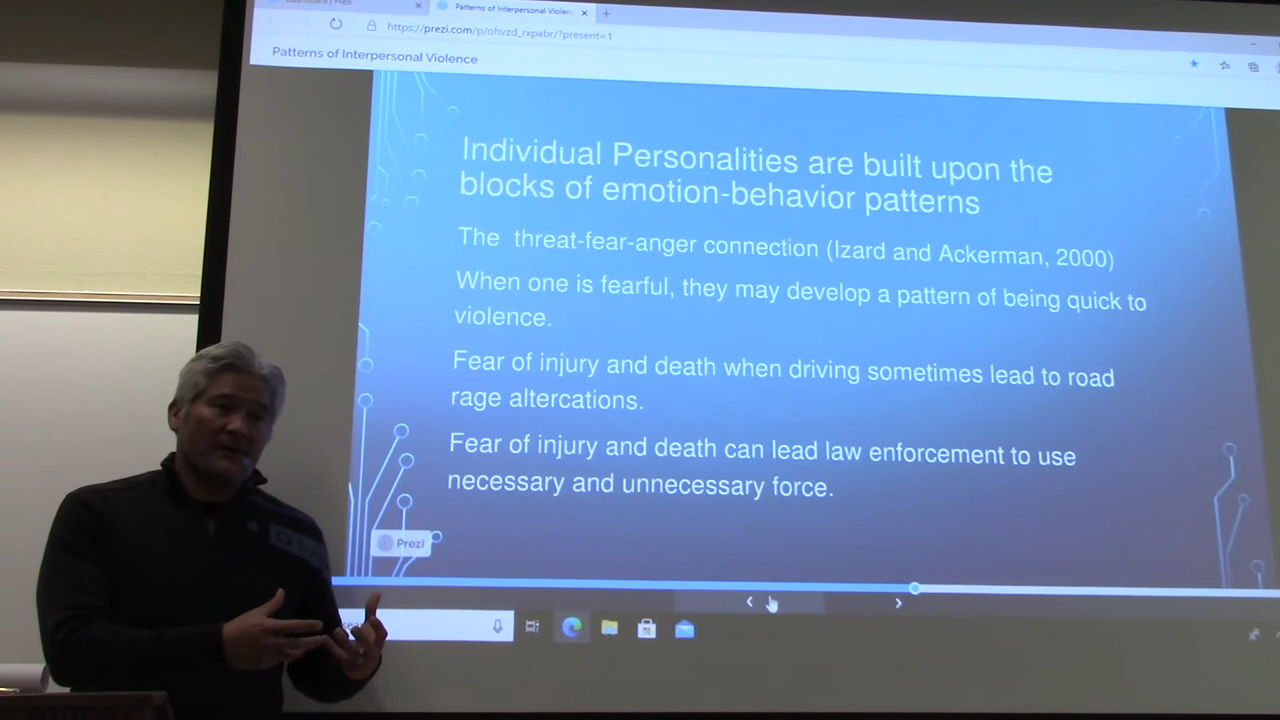 Dashboard | Prezi
Patterns of Interpersonal Violenc
https://prezi.com/p/ohvzd_rxpabr/?present=1
Patterns of Interpersonal Violence
Individual Personalities are built upon the
blocks of emotion-behavior patterns
The threat-fear-anger connection (Izard and Ackerman, 2000)
When one is fearful, they may develop a pattern of being quick to
violence.
Fear of injury and death when driving sometimes lead to road
rage altercations.
Fear of injury and death can lead law enforcement to use
necessary and unnecessary force.
Prezi